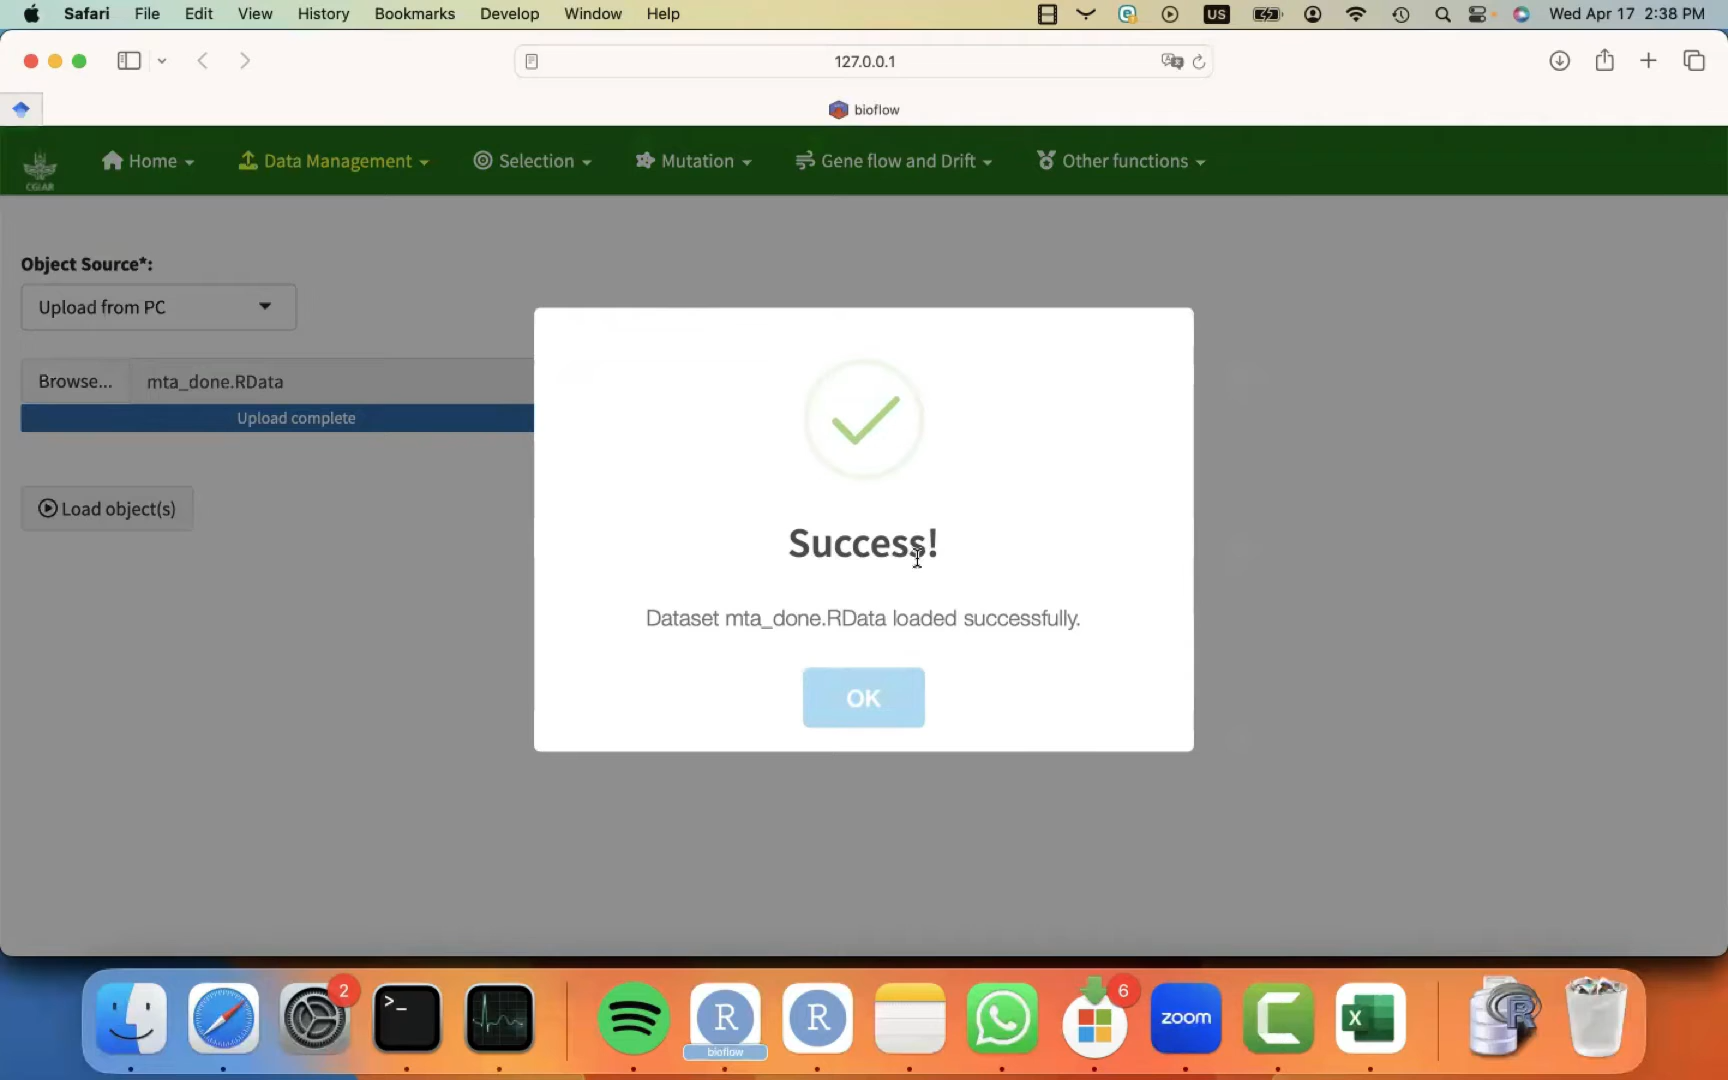 Safari File Edit View History Bookmarks Develop Window Help US Wed Apr 17 2:38 PM
127.0.0.1
bioflow
CGIAR Home Data Management Selection Mutation Gene flow and Drift Other functions
Object Source*:
Upload from PC
Browse... mta_done.RData
Upload complete
Load object(s)
Success!
Dataset mta_done.RData loaded successfully.
OK
2
6
>_
R
R
zoom
C
X
R
bioflow